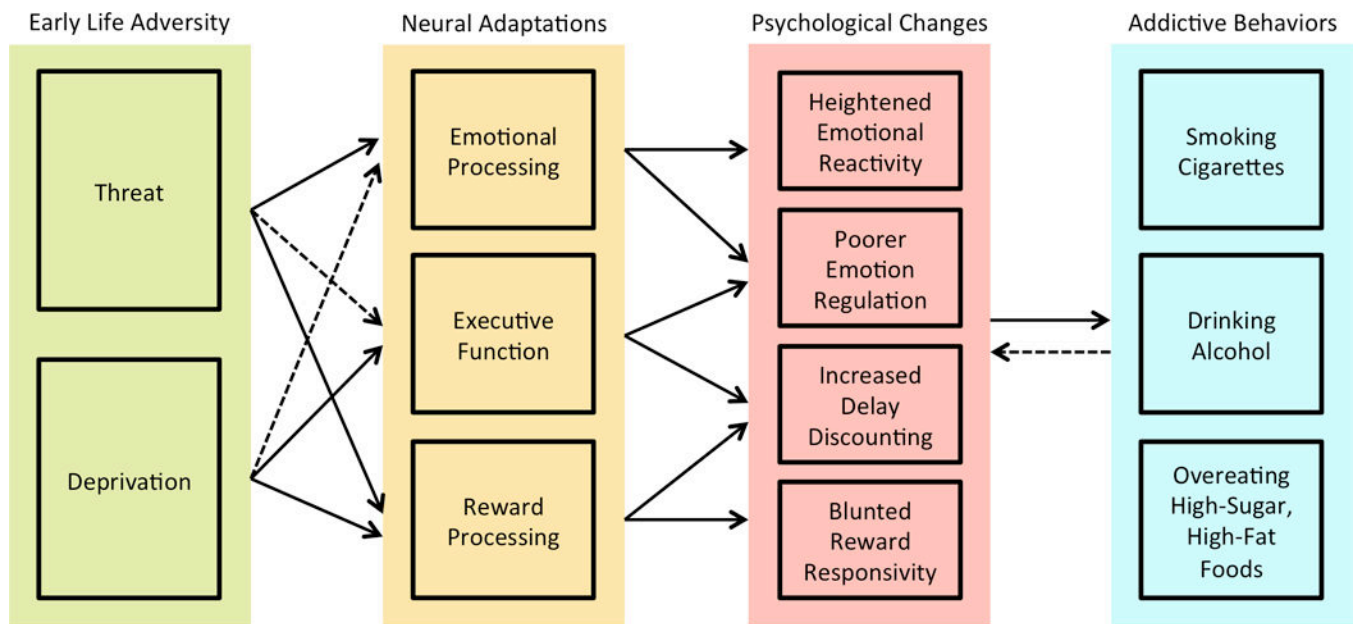 Early Life Adversity
Neural Adaptations
Psychological Changes
Addictive Behaviors
Threat
Deprivation
Emotional
Processing
Executive
Function
Reward
Processing
Heightened
Emotional
Reactivity
Poorer
Emotion
Regulation
Increased
Delay
Discounting
Blunted
Reward
Responsivity
Smoking
Cigarettes
Drinking
Alcohol
Overeating
High-Sugar,
High-Fat
Foods